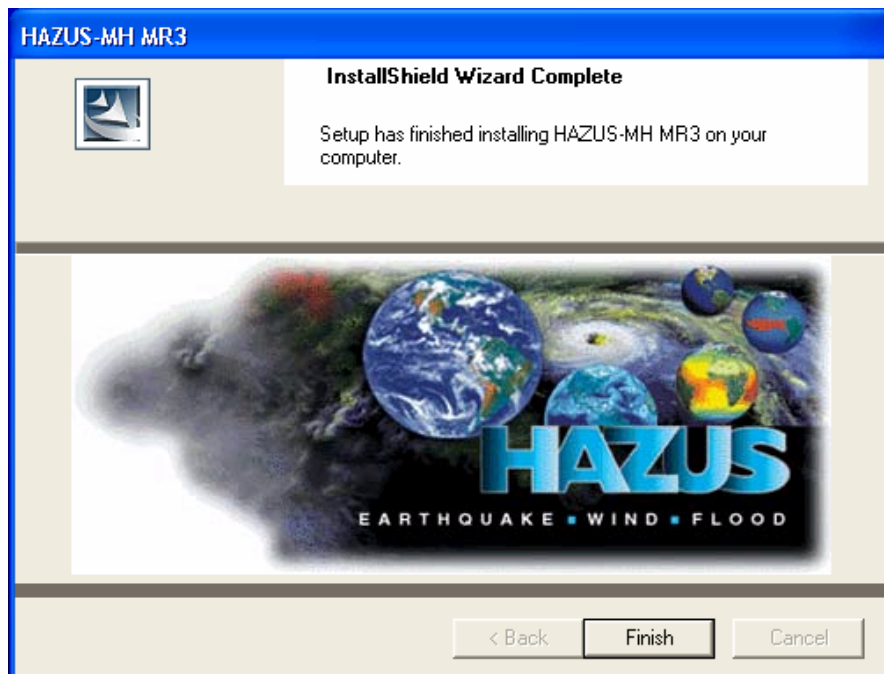 HAZUS-MH MR3
InstallShield Wizard Complete
Setup has finished installing HAZUS-MH MR3 on your
computer.
HAZUS
EARTHQUAKE ▪ WIND ▪ FLOOD
< Back Finish Cancel